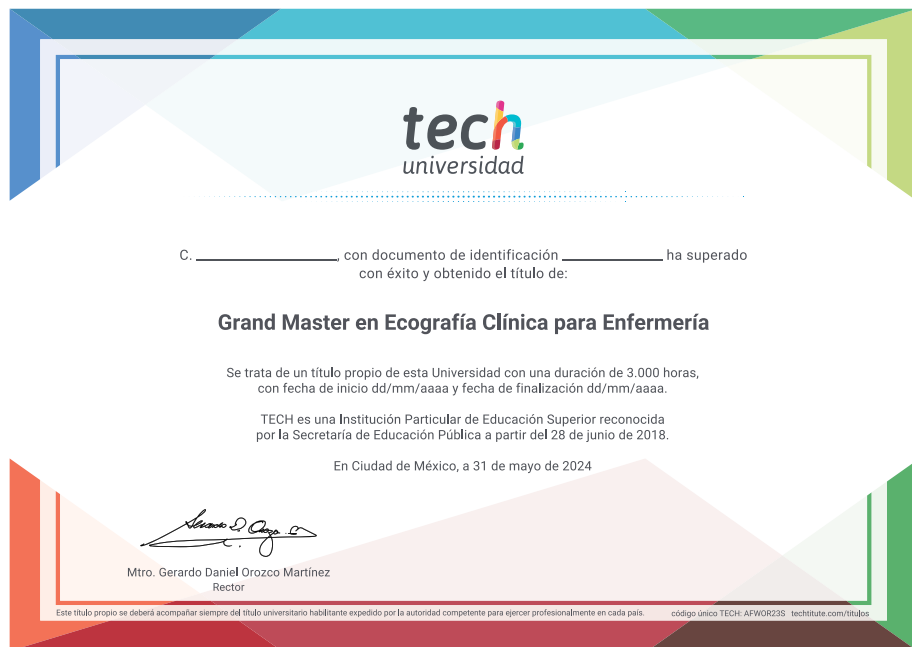 tech
universidad
C. ____________, con documento de identificación ____________ ha superado
con éxito y obtenido el título de:
Grand Master en Ecografía Clínica para Enfermería
Se trata de un título propio de esta Universidad con una duración de 3.000 horas,
con fecha de inicio dd/mm/aaaa y fecha de finalización dd/mm/aaaa.
TECH es una Institución Particular de Educación Superior reconocida
por la Secretaría de Educación Pública a partir del 28 de junio de 2018.
En Ciudad de México, a 31 de mayo de 2024
Mtro. Gerardo Daniel Orozco Martínez
Rector
Este título propio se deberá acompañar siempre del título universitario habilitante expedido por la autoridad competente para ejercer profesionalmente en cada país. código único TECH: AFWOR23S techtitute.com/titulos